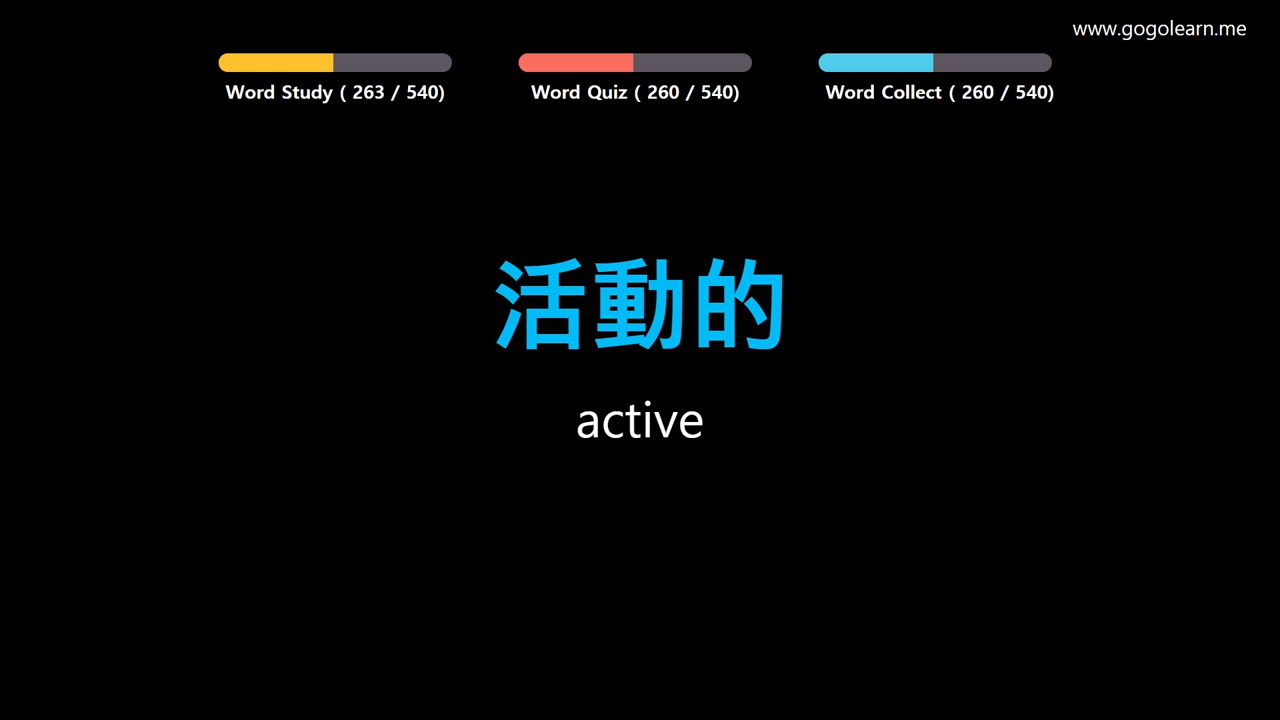 www.gogolearn.me
Word Study ( 263 / 540)
Word Quiz ( 260 / 540)
Word Collect ( 260 / 540)
活動的
active